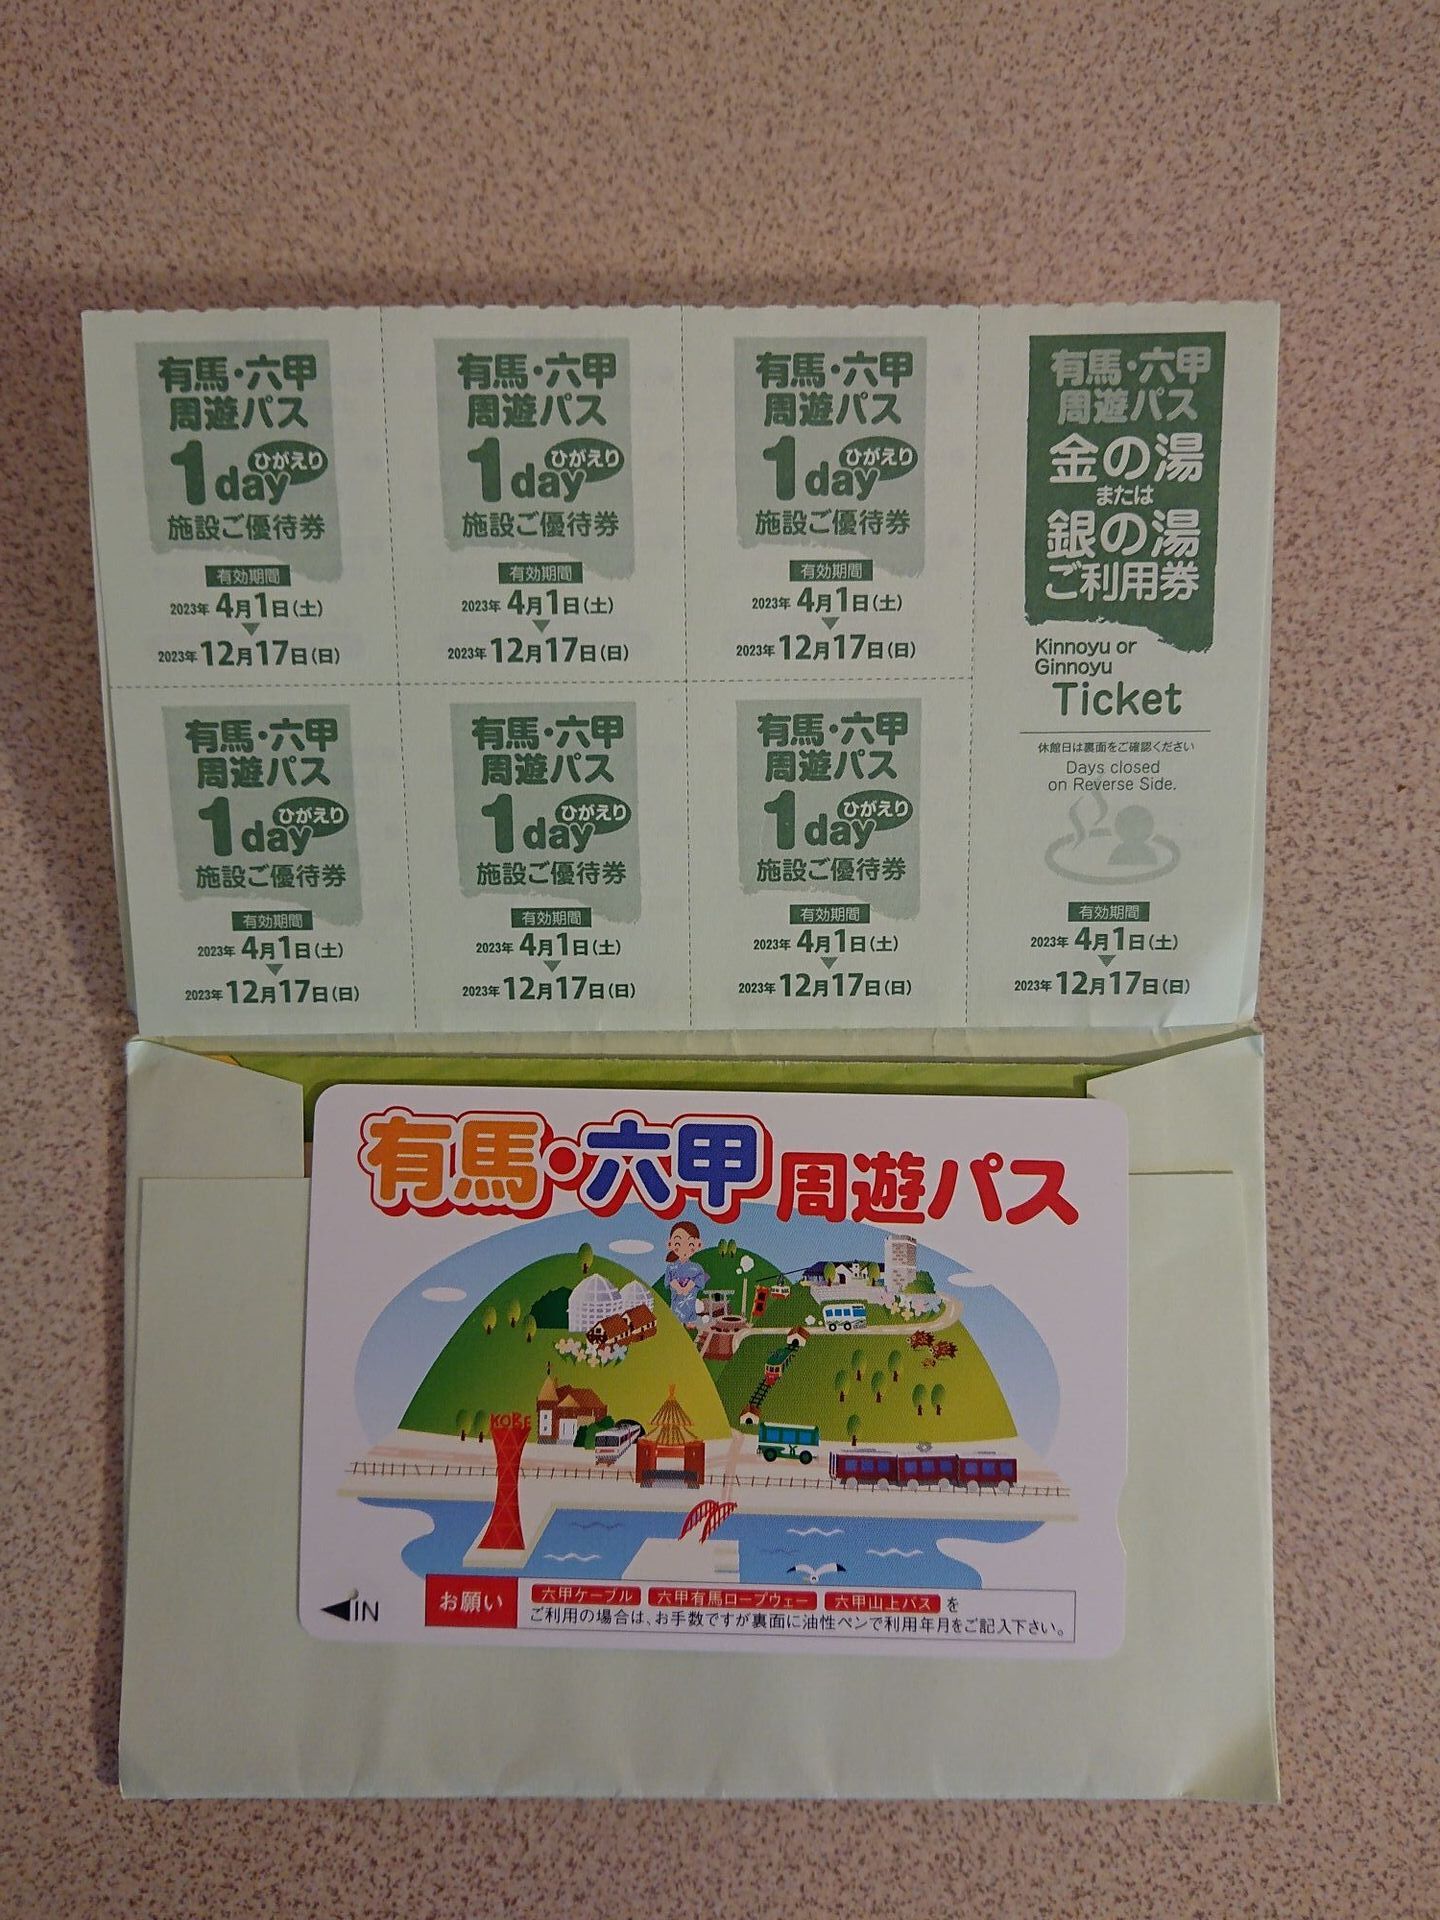 有馬・六甲
周遊パス
1day ひがえり
施設ご優待券
有効期間
2023年 4月1日(土)
2023年 12月17日(日)
有馬・六甲
周遊パス
1day ひがえり
施設ご優待券
有効期間
2023年 4月1日(土)
2023年 12月17日(日)
有馬・六甲
周遊パス
1day ひがえり
施設ご優待券
有効期間
2023年 4月1日(土)
2023年 12月17日(日)
有馬・六甲
周遊パス
金の湯
または
銀の湯
ご利用券
Kinnoyu or
Ginnoyu
Ticket
休館日は裏面をご確認ください
Days closed
on Reverse Side.
有効期間
2023年 4月1日(土)
2023年 12月17日(日)
有馬・六甲
周遊パス
1day ひがえり
施設ご優待券
有効期間
2023年 4月1日(土)
2023年 12月17日(日)
有馬・六甲
周遊パス
1day ひがえり
施設ご優待券
有効期間
2023年 4月1日(土)
2023年 12月17日(日)
有馬・六甲
周遊パス
1day ひがえり
施設ご優待券
有効期間
2023年 4月1日(土)
2023年 12月17日(日)
有馬・六甲周遊パス
KOBE
IN
お願い
六甲ケーブル 六甲有馬ロープウェー 六甲山上バス を
ご利用の場合は、お手数ですが裏面に油性ペンで利用年月をご記入下さい。